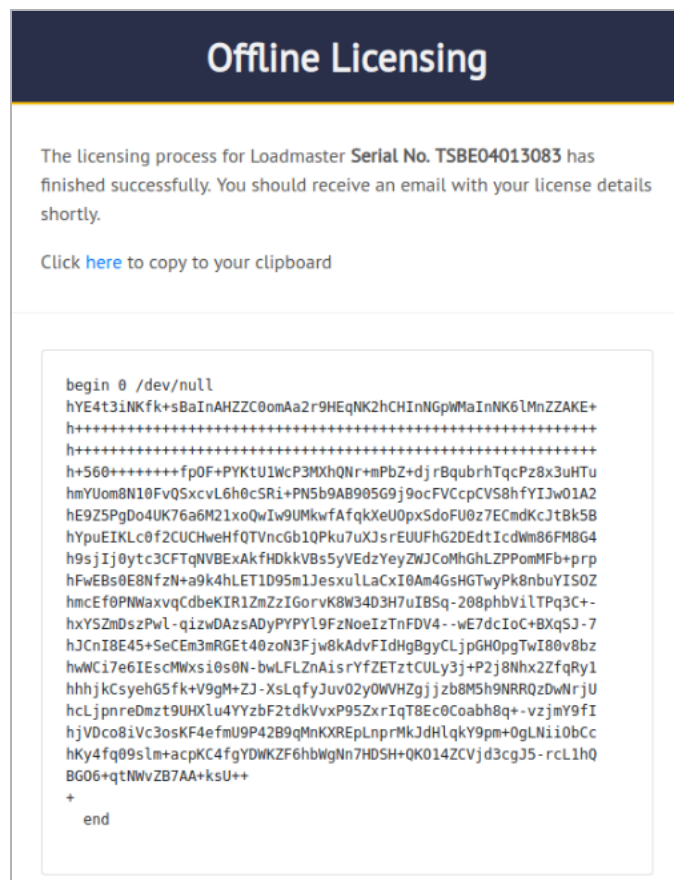 Offline Licensing
The licensing process for Loadmaster Serial No. TSBE04013083 has
finished successfully. You should receive an email with your license details
shortly.
Click here to copy to your clipboard
begin 0 /dev/null
hYE4t3iNKfk+sBaInAHZZC0omAa2r9HEqNK2hCHInNGpWMaInNK6lMnZZAKE+
h++++++++++++++++++++++++++++++++++++++++++++++++++++++++++++
h++++++++++++++++++++++++++++++++++++++++++++++++++++++++++++
h+560++++++++fpOF+PYKtU1WcP3MXhQNr+mPbZ+djrBqubrhTqcPz8x3uHTu
hmYUom8N10FvQSxcvL6h0cSRi+PN5b9AB905G9j9ocFVCcpCVS8hfYIJwO1A2
hE9Z5PgDo4UK76a6M21xoQwIw9UMkwfAfqkXeUOpxSdoFU0z7ECmdKcJtBk5B
hYpuEIKLc0f2CUCHweHfQTVncGb1QPku7uXJsrEUUFhG2DEdtIcdWm86FM8G4
h9sjIj0ytc3CFTqNVBExAkfHDkkVBs5yVEdzYeyZWJCoMhGhLZPPomMFb+prp
hFwEBs0E8NfzN+a9k4hLET1D95m1JesxulLaCxI0Am4GsHGTwyPk8nbuYISOZ
hmcEf0PNWaxvqCdbeKIR1ZmZzIGorvK8W34D3H7uIBSq-208phbVilTPq3C+-
hxYSZmDszPwl-qizwDAzsADyPYPYl9FzNoeIzTnFDV4--wE7dcIoC+BXqSJ-7
hJCnI8E45+SeCEm3mRGEt40zoN3Fjw8kAdvFIdHgBgyCLjpGHOpgTwI80v8bz
hwWCi7e6IEscMWxsi0s0N-bwLFLZnAisrYfZETztCULy3j+P2j8Nhx2ZfqRy1
hhhjkCsyehG5fk+V9gM+ZJ-XsLqfyJuvO2yOWVHZgjjzb8M5h9NRRQzDwNrjU
hcLjpnreDmzt9UHXlu4YYzbF2tdkVvxP95ZxrIqT8Ec0Coabh8q+-vzjmY9fI
hjVDco8iVc3osKF4efmU9P42B9qMnKXREpLnprMkJdHlqkY9pm+OgLNiiObCc
hKy4fq09slm+acpKC4fgYDWKZF6hbWgNn7HDSH+QKO14ZCVjd3cgJ5-rcL1hQ
BGO6+qtNWvZB7AA+ksU++
+
end